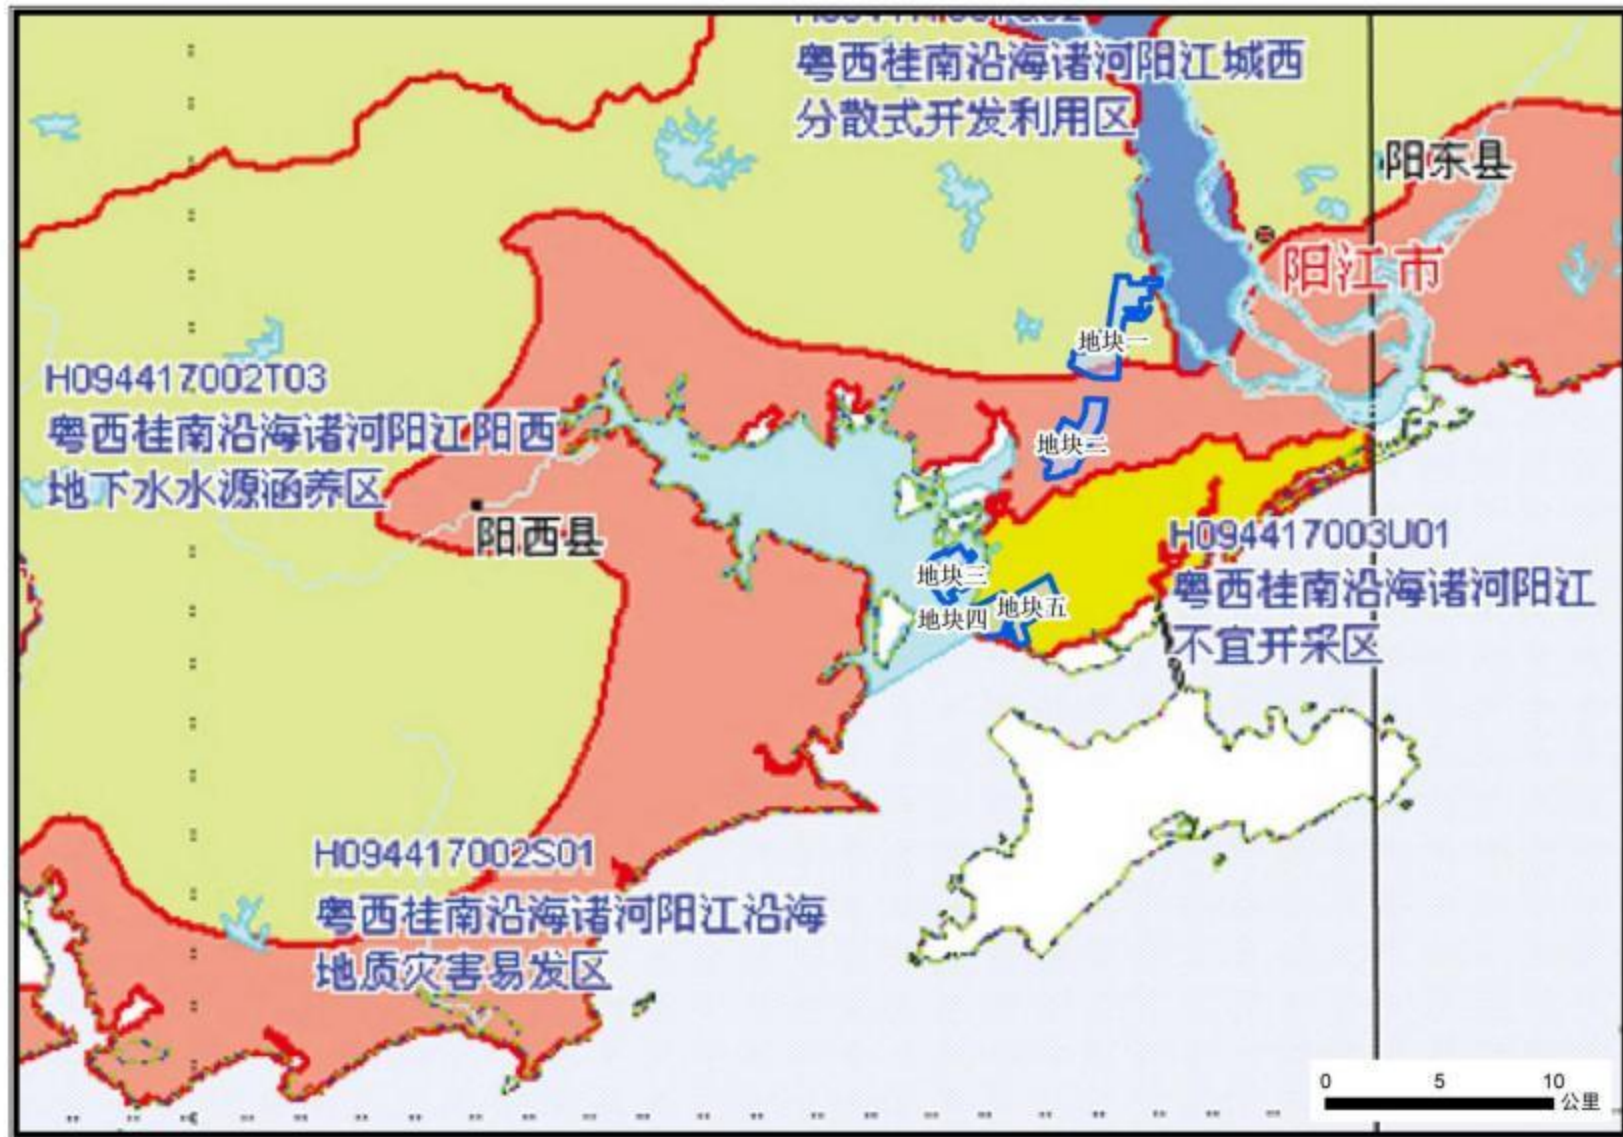 粤西桂南沿海诸河阳江城西
分散式开发利用区
阳东县
阳江市
地块一
H094417002T03
粤西桂南沿海诸河阳江阳西
地下水水源涵养区
地块二
阳西县
H094417003U01
粤西桂南沿海诸河阳江
不宜开采区
地块三
地块四
地块五
H094417002S01
粤西桂南沿海诸河阳江沿海
地质灾害易发区
0 5 10
公里